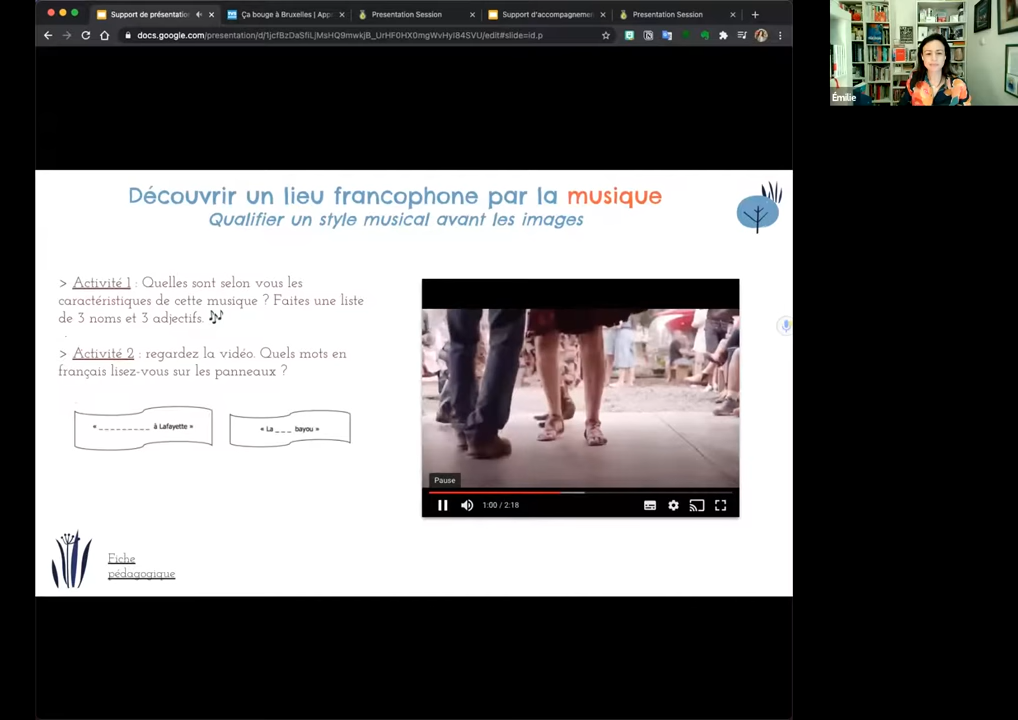 Support de présentatio
Ça bouge à Bruxelles | Appr
Presentation Session
Support d'accompagnemen
Presentation Session
docs.google.com/presentation/d/1jcfBzDaSfiLjMsHQ9mwkjB_UrHF0HX0mgWvHyl84SVU/edit#slide=id.p
Émilie
Découvrir un lieu francophone par la musique
Qualifier un style musical avant les images
> Activité 1 : Quelles sont selon vous les
caractéristiques de cette musique ? Faites une liste
de 3 noms et 3 adjectifs. 🎶
> Activité 2 : regardez la vidéo. Quels mots en
français lisez-vous sur les panneaux ?
« _ _ _ _ _ _ _ _ _ à Lafayette »
« La _ _ _ bayou »
Pause
1:00 / 2:18
Fiche
pédagogique